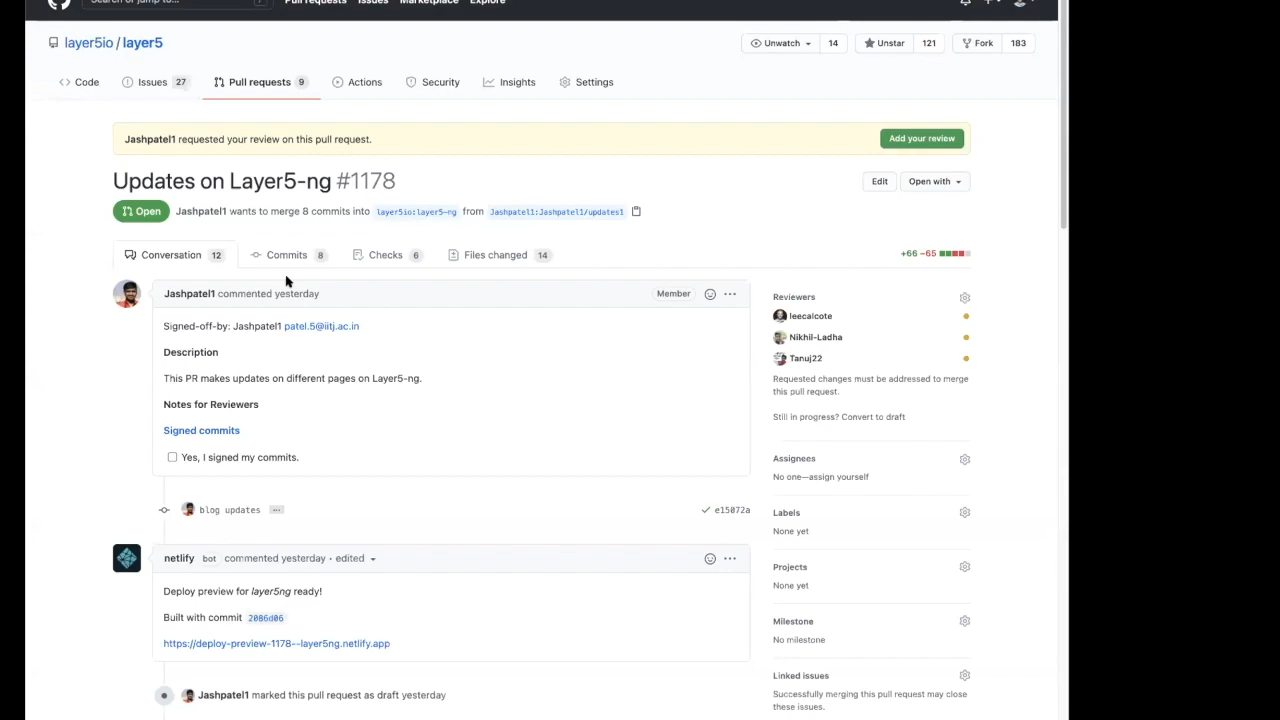 Search or jump to...
/
Pull requests Issues Marketplace Explore
layer5io / layer5
Unwatch 14 Unstar 121 Fork 183
Code Issues 27 Pull requests 9 Actions Security Insights Settings
Jashpatel1 requested your review on this pull request.
Add your review
Updates on Layer5-ng #1178
Edit Open with
Open Jashpatel1 wants to merge 8 commits into layer5io:layer5-ng from Jashpatel1:Jashpatel1/updates1
Conversation 12 Commits 8 Checks 6 Files changed 14
+66 −65
Jashpatel1 commented yesterday
Member
Signed-off-by: Jashpatel1 patel.5@iitj.ac.in
Description
This PR makes updates on different pages on Layer5-ng.
Notes for Reviewers
Signed commits
Yes, I signed my commits.
blog updates ...
e15072a
netlify bot commented yesterday • edited
Deploy preview for layer5ng ready!
Built with commit 2086d06
https://deploy-preview-1178--layer5ng.netlify.app
Jashpatel1 marked this pull request as draft yesterday
Reviewers
leecalcote
Nikhil-Ladha
Tanuj22
Requested changes must be addressed to merge
this pull request.
Still in progress? Convert to draft
Assignees
No one—assign yourself
Labels
None yet
Projects
None yet
Milestone
No milestone
Linked issues
Successfully merging this pull request may close
these issues.